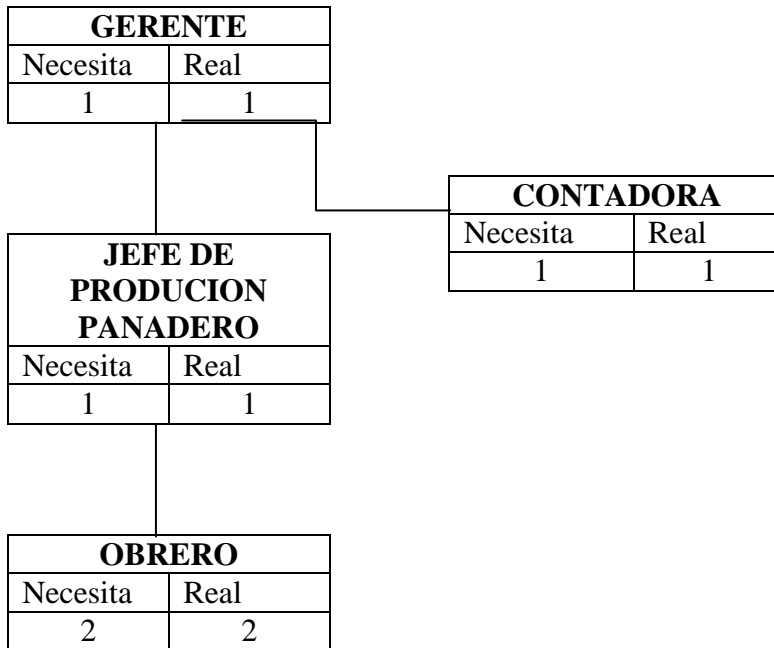 GERENTE
Necesita Real
1 1
CONTADORA
Necesita Real
1 1
JEFE DE
PRODUCION
PANADERO
Necesita Real
1 1
OBRERO
Necesita Real
2 2